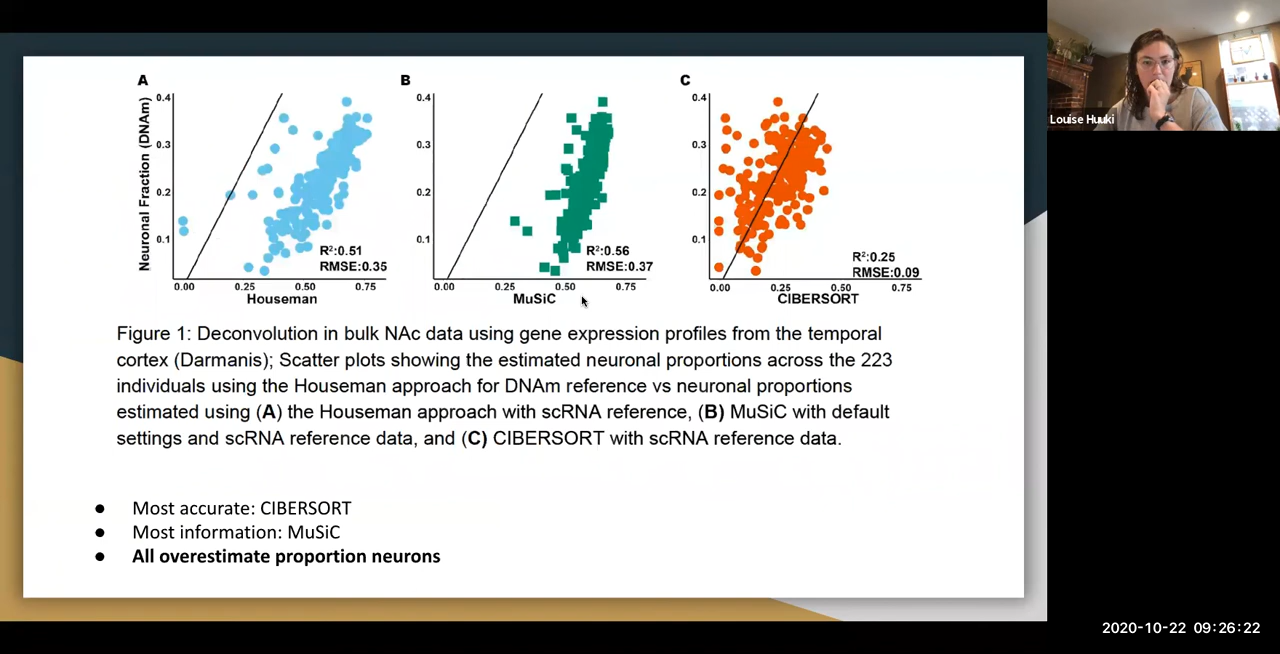 A
B
C
Neuronal Fraction (DNAm)
0.4
0.3
0.2
0.1
R²:0.51
RMSE:0.35
0.00 0.25 0.50 0.75
Houseman
0.4
0.3
0.2
0.1
R²:0.56
RMSE:0.37
0.00 0.25 0.50 0.75
MuSiC
0.4
0.3
0.2
0.1
R²:0.25
RMSE:0.09
0.00 0.25 0.50 0.75
CIBERSORT
Figure 1: Deconvolution in bulk NAc data using gene expression profiles from the temporal
cortex (Darmanis); Scatter plots showing the estimated neuronal proportions across the 223
individuals using the Houseman approach for DNAm reference vs neuronal proportions
estimated using (A) the Houseman approach with scRNA reference, (B) MuSiC with default
settings and scRNA reference data, and (C) CIBERSORT with scRNA reference data.
● Most accurate: CIBERSORT
● Most information: MuSiC
● All overestimate proportion neurons
Louise Huuki
2020-10-22 09:26:22